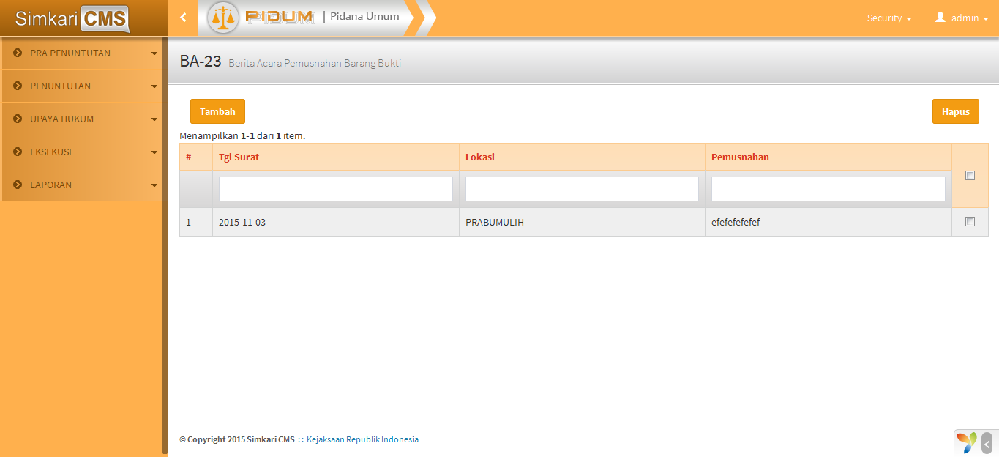 Simkari CMS
PIDUM | Pidana Umum
Security
admin
PRA PENUNTUTAN
PENUNTUTAN
UPAYA HUKUM
EKSEKUSI
LAPORAN
BA-23 Berita Acara Pemusnahan Barang Bukti
Tambah
Hapus
Menampilkan 1-1 dari 1 item.
# Tgl Surat Lokasi Pemusnahan
1 2015-11-03 PRABUMULIH efefefefefef
© Copyright 2015 Simkari CMS :: Kejaksaan Republik Indonesia